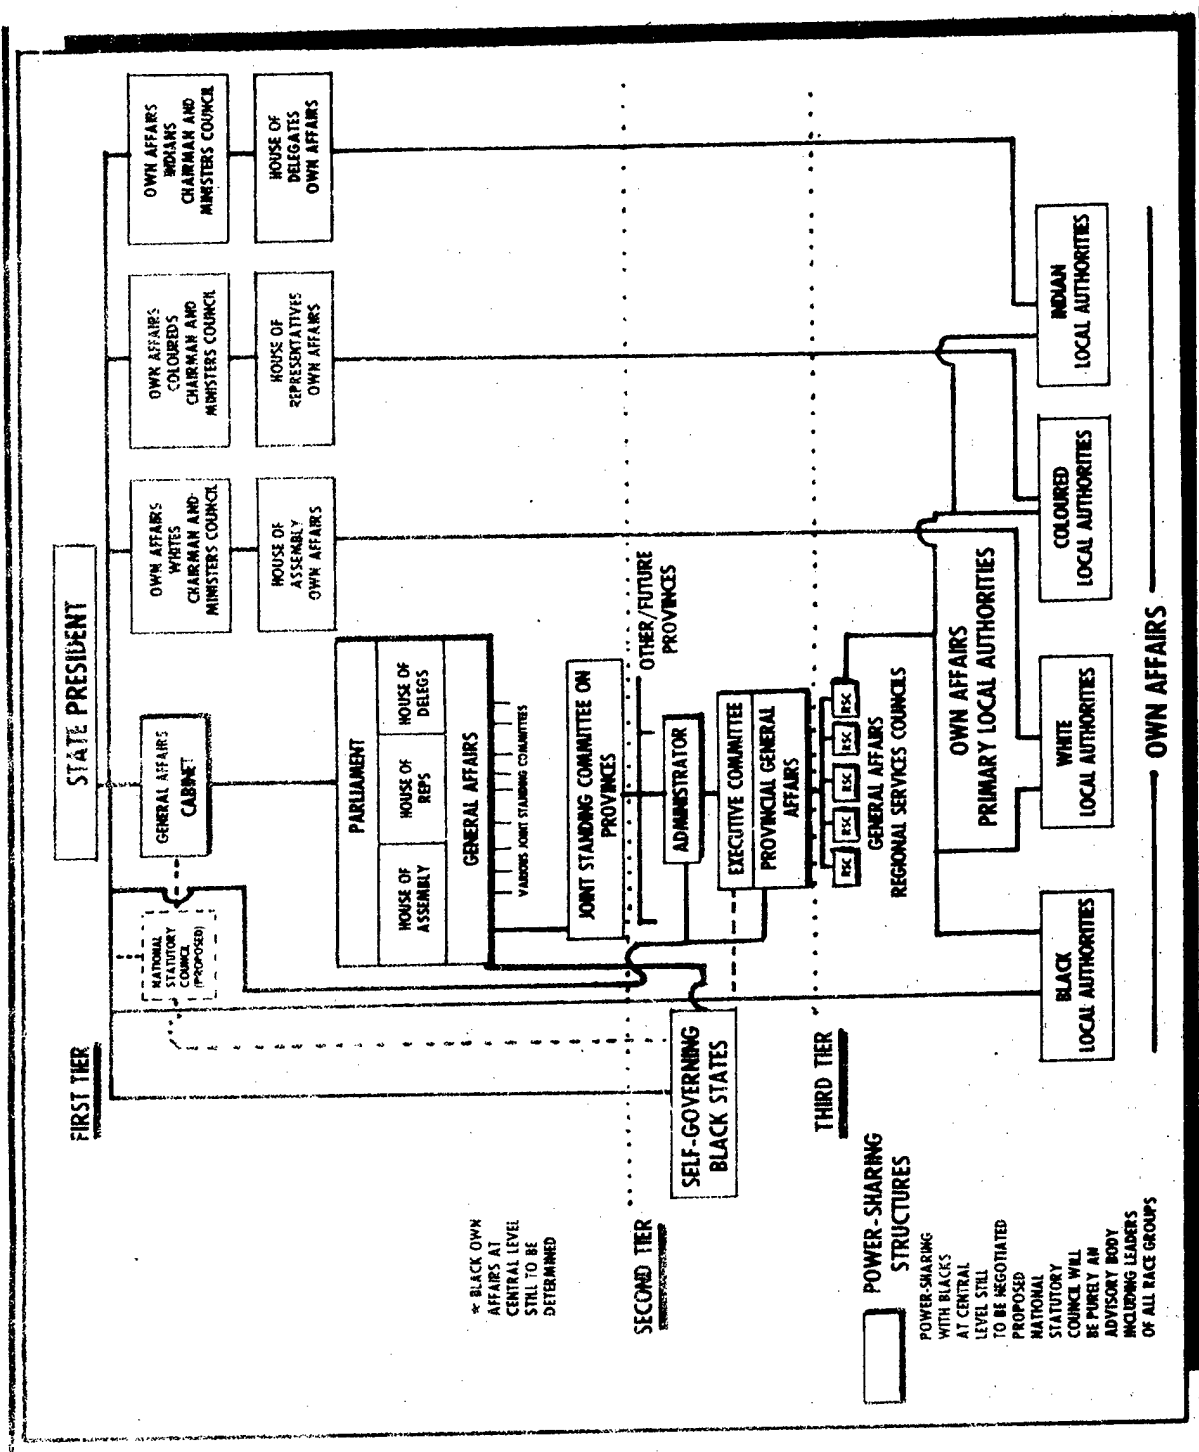 STATE PRESIDENT
FIRST TIER
NATIONAL
STATUTORY
COUNCIL
(PROPOSED)
GENERAL AFFAIRS
CABINET
OWN AFFAIRS
WHITES
CHAIRMAN AND
MINISTERS COUNCIL
OWN AFFAIRS
COLOUREDS
CHAIRMAN AND
MINISTERS COUNCIL
OWN AFFAIRS
INDIANS
CHAIRMAN AND
MINISTERS COUNCIL
HOUSE OF
ASSEMBLY
OWN AFFAIRS
HOUSE OF
REPRESENTATIVES
OWN AFFAIRS
HOUSE OF
DELEGATES
OWN AFFAIRS
PARLIAMENT
HOUSE OF
ASSEMBLY
HOUSE OF
REPS
HOUSE OF
DELEGS
GENERAL AFFAIRS
VARIOUS JOINT STANDING COMMITTEES
* BLACK OWN
AFFAIRS AT
CENTRAL LEVEL
STILL TO BE
DETERMINED
JOINT STANDING COMMITTEE ON
PROVINCES
SECOND TIER
OTHER/FUTURE
PROVINCES
SELF-GOVERNING
BLACK STATES
ADMINISTRATOR
EXECUTIVE COMMITTEE
PROVINCIAL GENERAL
AFFAIRS
THIRD TIER
RSC RSC RSC RSC RSC
GENERAL AFFAIRS
REGIONAL SERVICES COUNCILS
POWER-SHARING
STRUCTURES
POWER-SHARING
WITH BLACKS
AT CENTRAL
LEVEL STILL
TO BE NEGOTIATED
PROPOSED
NATIONAL
STATUTORY
COUNCIL WILL
BE PURELY AN
ADVISORY BODY
INCLUDING LEADERS
OF ALL RACE GROUPS
OWN AFFAIRS
PRIMARY LOCAL AUTHORITIES
BLACK
LOCAL AUTHORITIES
WHITE
LOCAL AUTHORITIES
COLOURED
LOCAL AUTHORITIES
INDIAN
LOCAL AUTHORITIES
OWN AFFAIRS